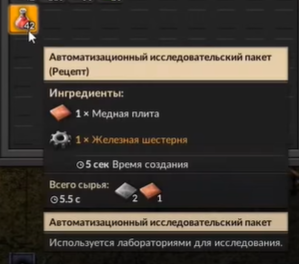 42
Автоматизационный исследовательский пакет
(Рецепт)
Ингредиенты:
1 × Медная плита
1 × Железная шестерня
5 сек Время создания
Всего сырья:
5.5 с
2
1
Автоматизационный исследовательский пакет
Используется лабораториями для исследования.